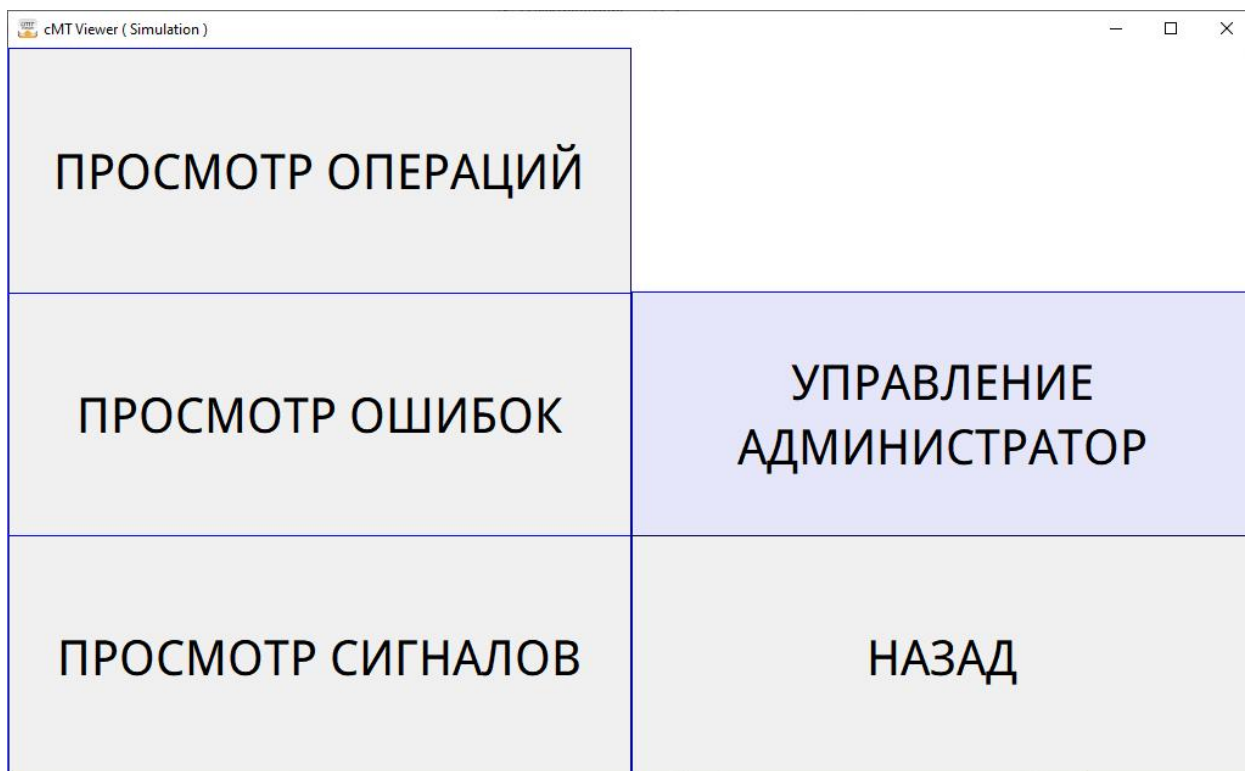 cMT Viewer ( Simulation )
ПРОСМОТР ОПЕРАЦИЙ
ПРОСМОТР ОШИБОК
УПРАВЛЕНИЕ
АДМИНИСТРАТОР
ПРОСМОТР СИГНАЛОВ
НАЗАД